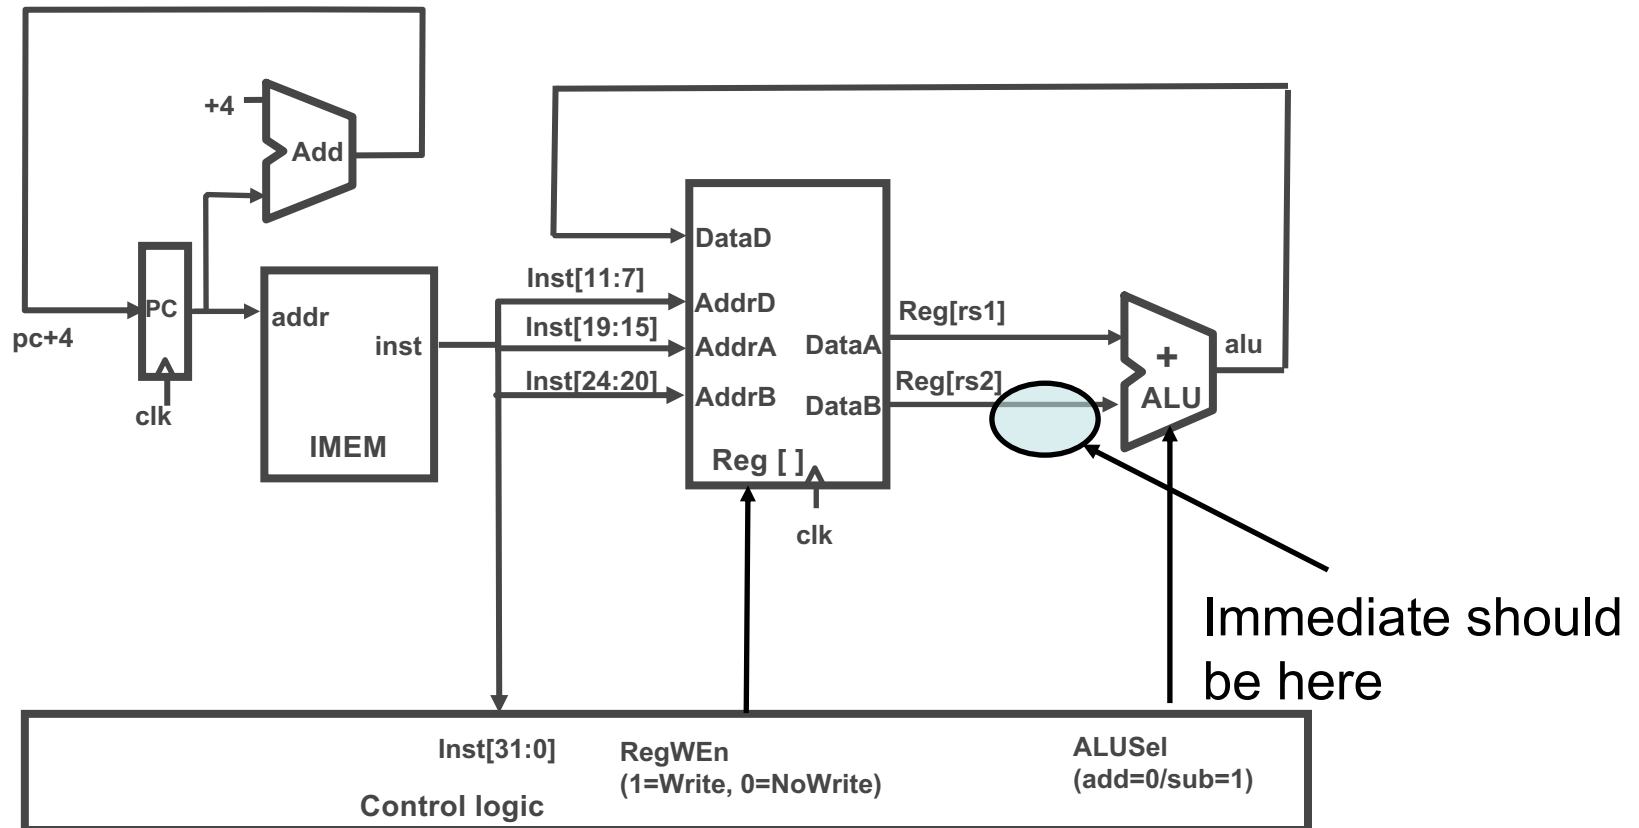 +4
Add
pc+4
PC
clk
addr
inst
IMEM
Inst[11:7]
Inst[19:15]
Inst[24:20]
DataD
AddrD
AddrA
AddrB
DataA
DataB
Reg [ ]
clk
Reg[rs1]
Reg[rs2]
+
ALU
alu
Immediate should
be here
Inst[31:0]
RegWEn
(1=Write, 0=NoWrite)
ALUSel
(add=0/sub=1)
Control logic